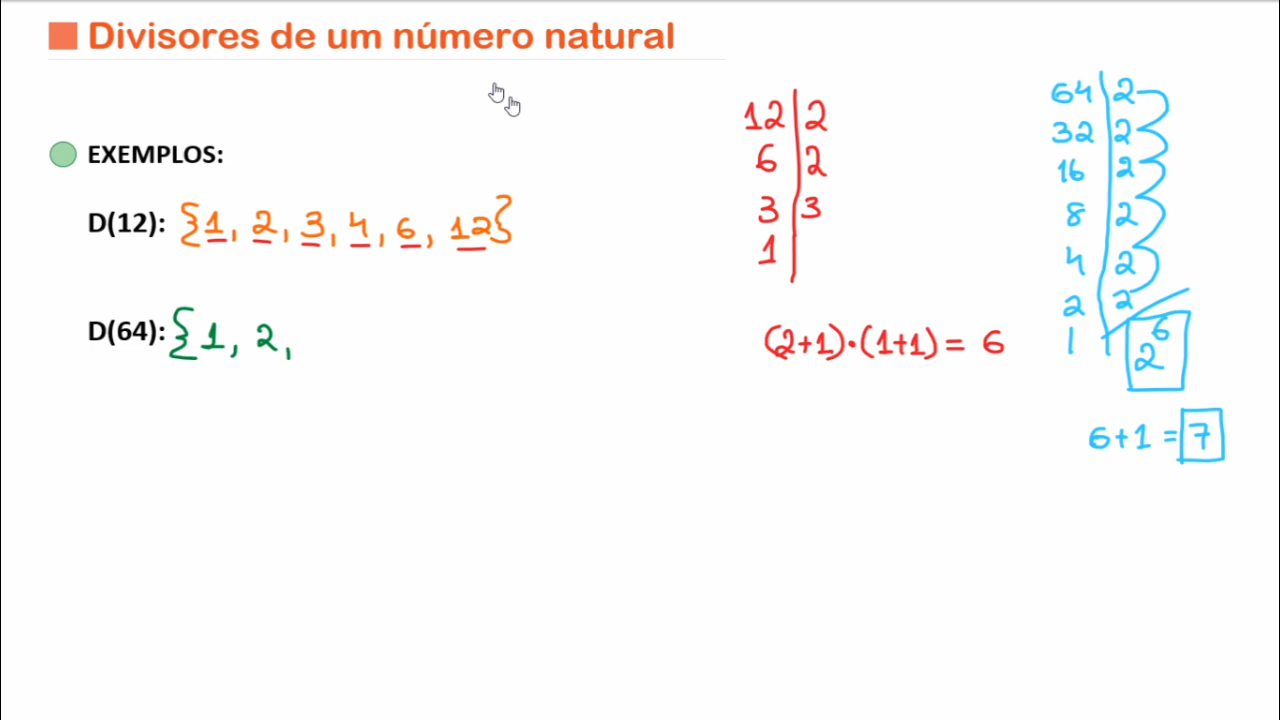 Divisores de um número natural
EXEMPLOS:
D(12): {1, 2, 3, 4, 6, 12}
D(64): {1, 2,
12 | 2
6 | 2
3 | 3
1 |
(2+1)·(1+1) = 6
64 | 2
32 | 2
16 | 2
8 | 2
4 | 2
2 | 2
1 | 2⁶
6+1 = 7